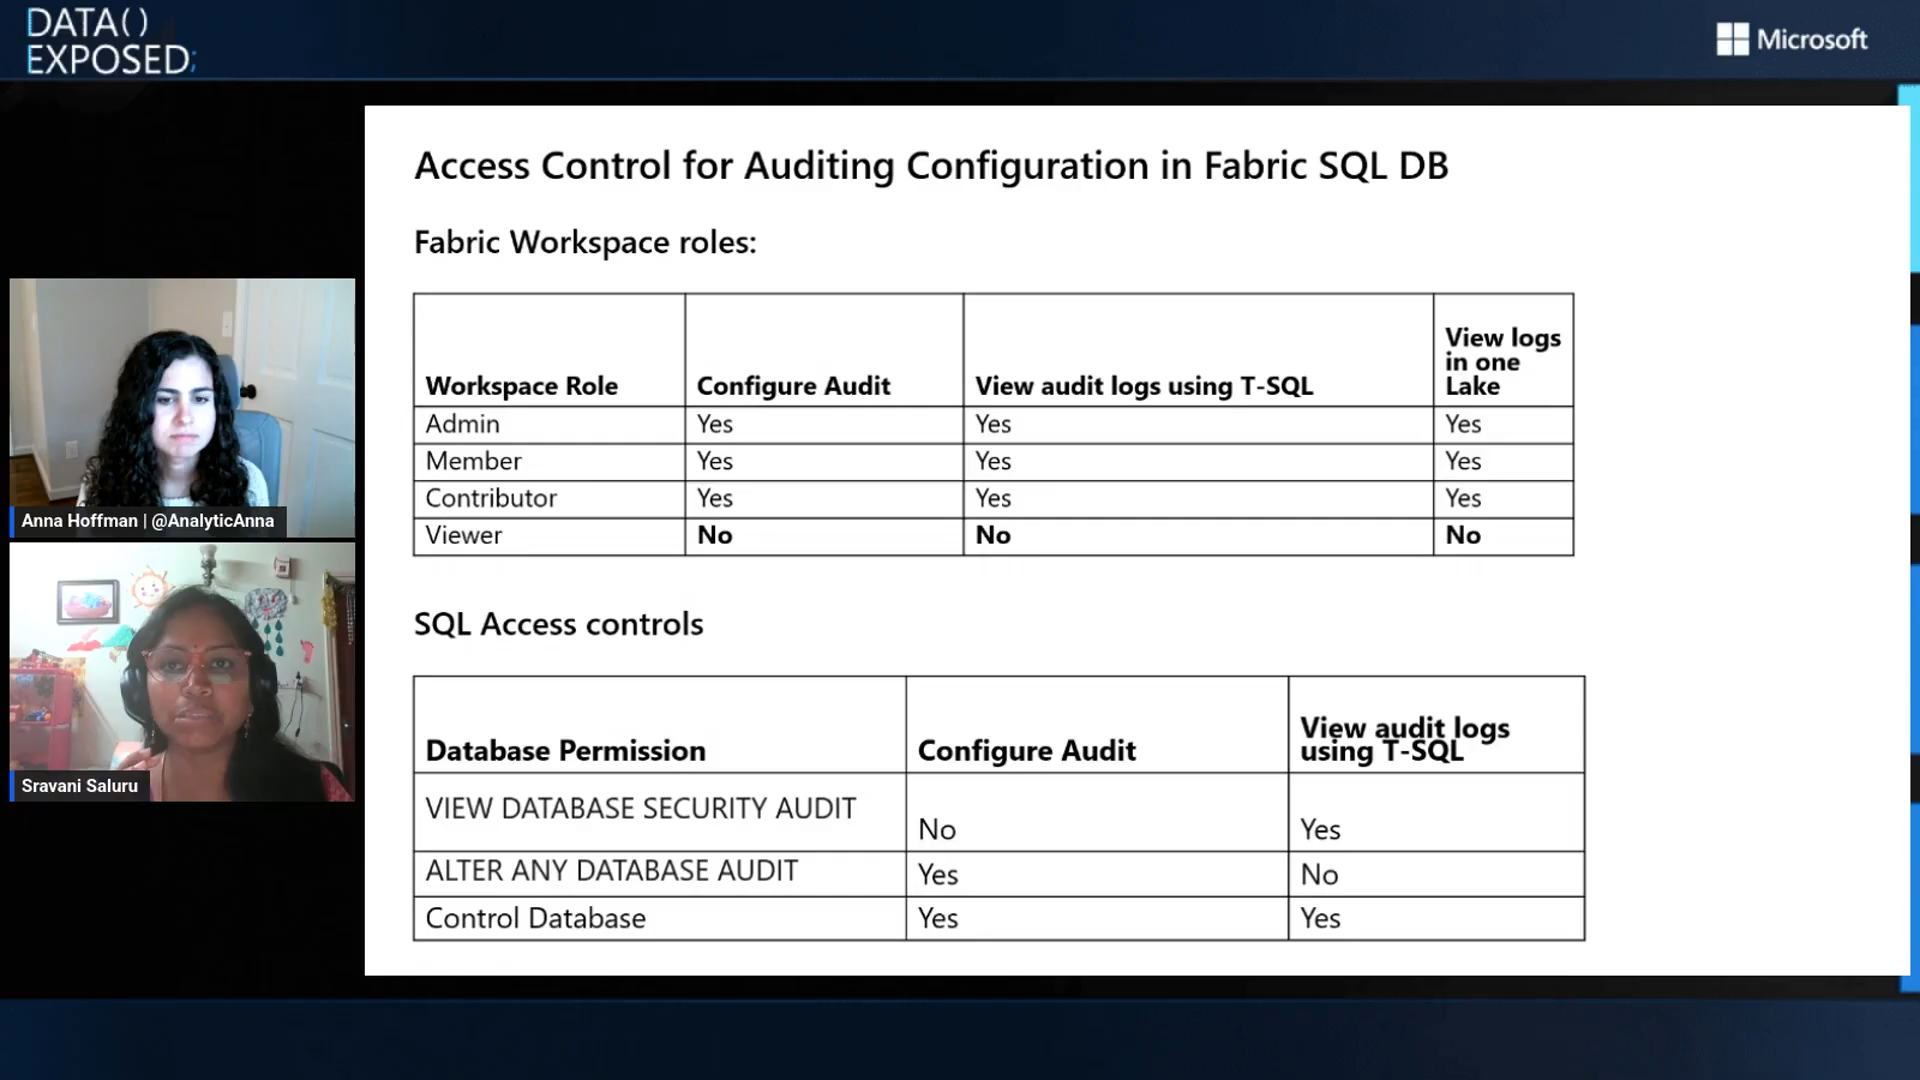 DATA()
EXPOSED;
Microsoft
Access Control for Auditing Configuration in Fabric SQL DB
Fabric Workspace roles:
Workspace Role
Configure Audit
View audit logs using T-SQL
View logs
in one
Lake
Admin
Yes
Yes
Yes
Member
Yes
Yes
Yes
Contributor
Yes
Yes
Yes
Viewer
No
No
No
Anna Hoffman | @AnalyticAnna
Sravani Saluru
SQL Access controls
Database Permission
Configure Audit
View audit logs
using T-SQL
VIEW DATABASE SECURITY AUDIT
No
Yes
ALTER ANY DATABASE AUDIT
Yes
No
Control Database
Yes
Yes